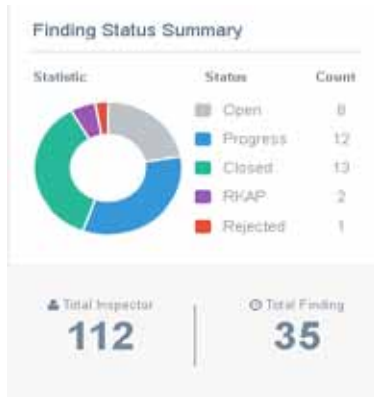 Finding Status Summary
Statistic Status Count
Open 8
Progress 12
Closed 13
RKAP 2
Rejected 1
Total Inspector Total Finding
112 35